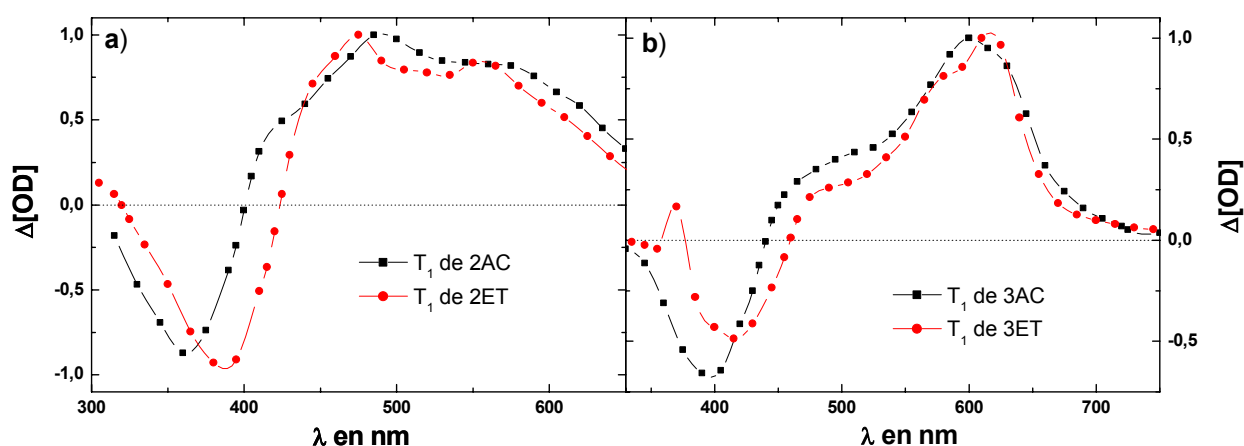 a)
b)
1,0
0,5
0,0
-0,5
-1,0
Δ[OD]
T1 de 2AC
T1 de 2ET
300
400
500
600
λ en nm
T1 de 3AC
T1 de 3ET
400
500
600
700
λ en nm
1,0
0,5
0,0
-0,5
Δ[OD]